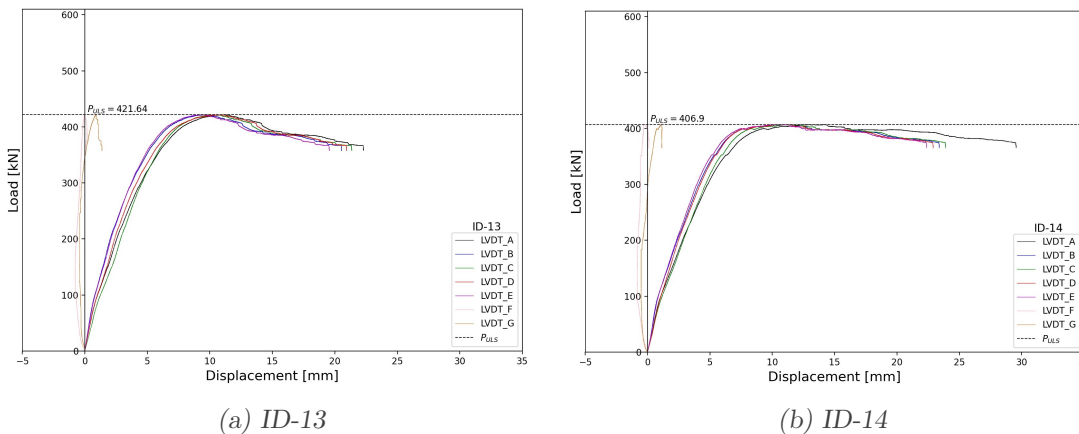 600
500
400
300
200
100
0
Load [kN]
P_ULS = 421.64
ID-13
LVDT_A
LVDT_B
LVDT_C
LVDT_D
LVDT_E
LVDT_F
LVDT_G
P_ULS
−5 0 5 10 15 20 25 30 35
Displacement [mm]
(a) ID-13
600
500
400
300
200
100
0
Load [kN]
P_ULS = 406.9
ID-14
LVDT_A
LVDT_B
LVDT_C
LVDT_D
LVDT_E
LVDT_F
LVDT_G
P_ULS
−5 0 5 10 15 20 25 30
Displacement [mm]
(b) ID-14